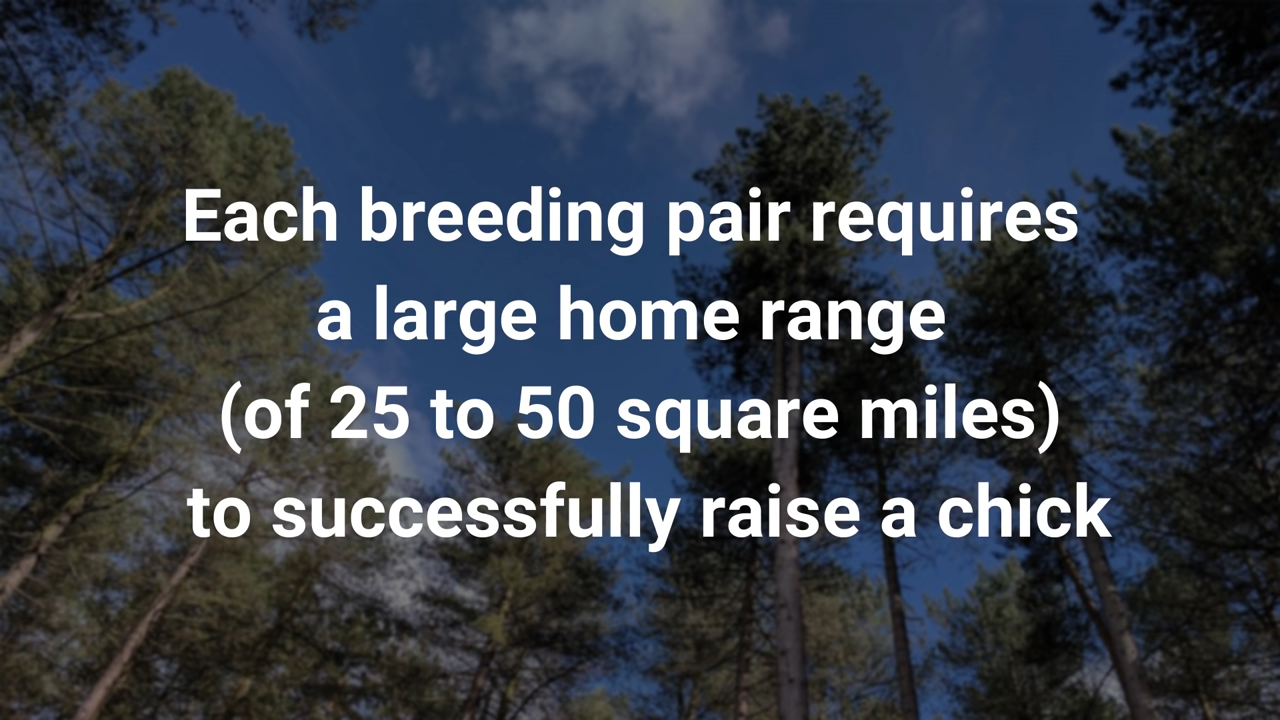 Each breeding pair requires
a large home range
(of 25 to 50 square miles)
to successfully raise a chick